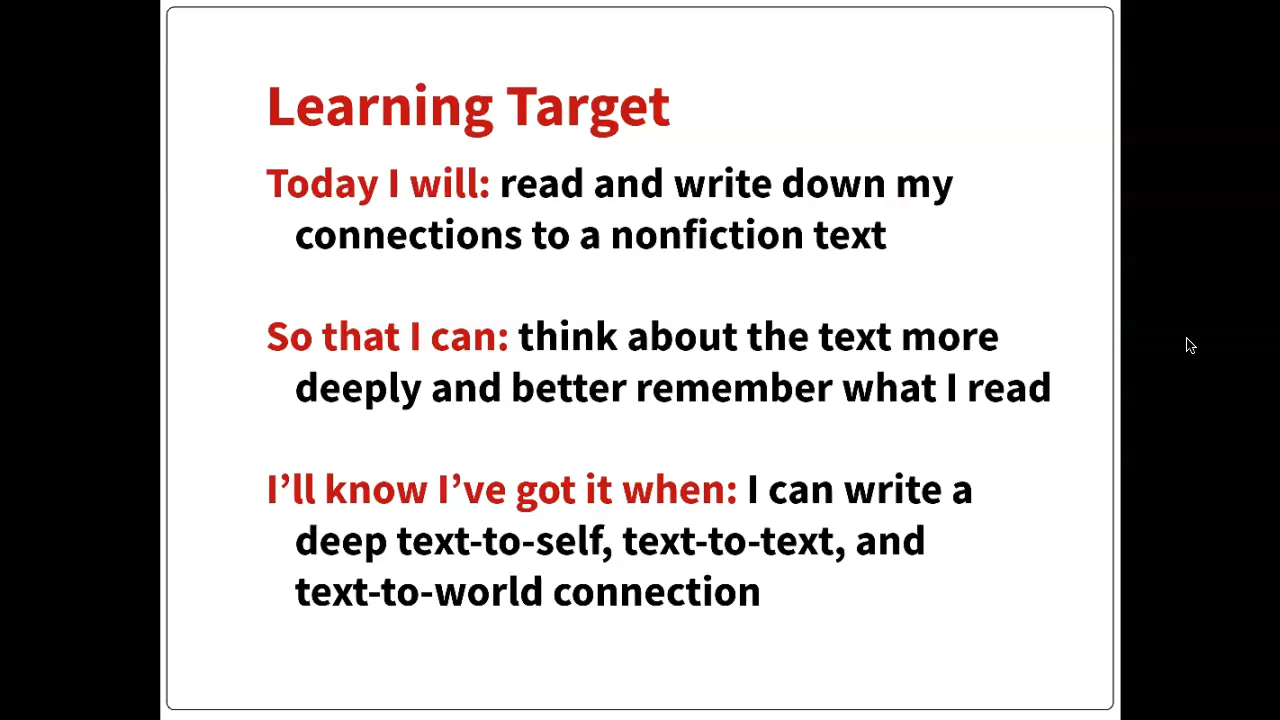 Learning Target
Today I will: read and write down my
connections to a nonfiction text
So that I can: think about the text more
deeply and better remember what I read
I’ll know I’ve got it when: I can write a
deep text-to-self, text-to-text, and
text-to-world connection